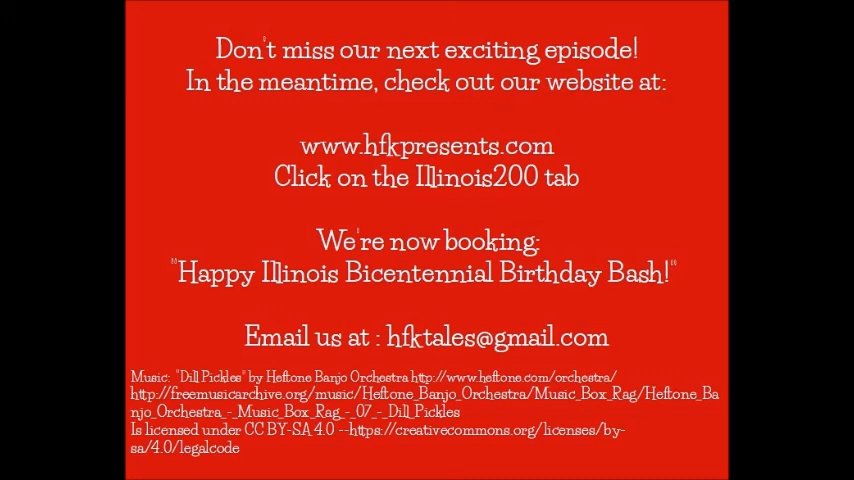 Don't miss our next exciting episode!
In the meantime, check out our website at:
www.hfkpresents.com
Click on the Illinois200 tab
We're now booking:
"Happy Illinois Bicentennial Birthday Bash!"
Email us at : hfktales@gmail.com
Music: "Dill Pickles" by Heftone Banjo Orchestra http://www.heftone.com/orchestra/
http://freemusicarchive.org/music/Heftone_Banjo_Orchestra/Music_Box_Rag/Heftone_Ba
njo_Orchestra_-_Music_Box_Rag_-_07_-_Dill_Pickles
Is licensed under CC BY-SA 4.0 --https://creativecommons.org/licenses/by-
sa/4.0/legalcode